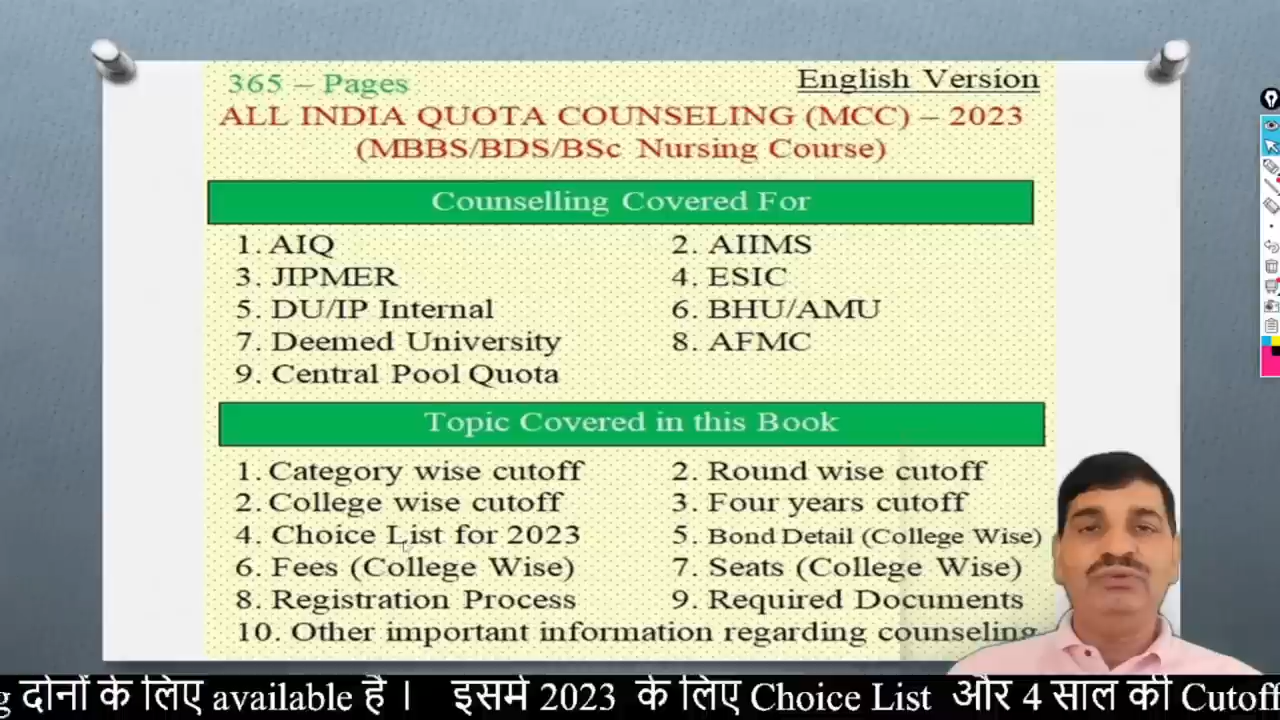 365 – Pages English Version
ALL INDIA QUOTA COUNSELING (MCC) – 2023
(MBBS/BDS/BSc Nursing Course)
Counselling Covered For
1. AIQ 2. AIIMS
3. JIPMER 4. ESIC
5. DU/IP Internal 6. BHU/AMU
7. Deemed University 8. AFMC
9. Central Pool Quota
Topic Covered in this Book
1. Category wise cutoff 2. Round wise cutoff
2. College wise cutoff 3. Four years cutoff
4. Choice List for 2023 5. Bond Detail (College Wise)
6. Fees (College Wise) 7. Seats (College Wise)
8. Registration Process 9. Required Documents
10. Other important information regarding counseling
g दोनों के लिए available है । इसमें 2023 के लिए Choice List और 4 साल की Cutoff